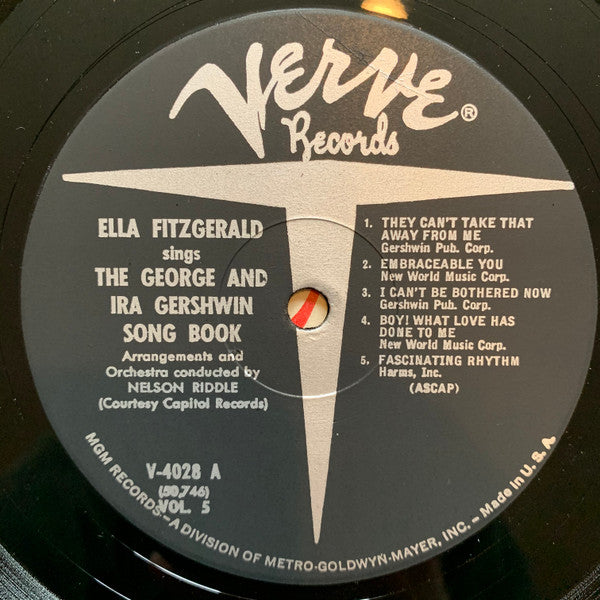 Verve®
Records
ELLA FITZGERALD
sings
THE GEORGE AND
IRA GERSHWIN
SONG BOOK
Arrangements and
Orchestra conducted by
NELSON RIDDLE
(Courtesy Capitol Records)
V-4028 A
(50,746)
VOL. 5
1. THEY CAN'T TAKE THAT
AWAY FROM ME
Gershwin Pub. Corp.
2. EMBRACEABLE YOU
New World Music Corp.
3. I CAN'T BE BOTHERED NOW
Gershwin Pub. Corp.
4. BOY! WHAT LOVE HAS
DONE TO ME
New World Music Corp.
5. FASCINATING RHYTHM
Harms, Inc.
(ASCAP)
MGM RECORDS—A DIVISION OF METRO-GOLDWYN-MAYER, INC. – Made in U. S. A.